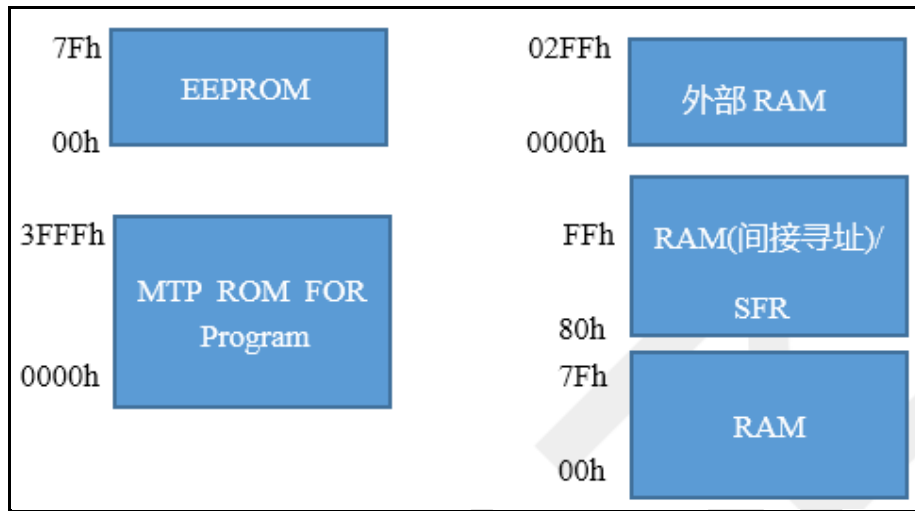 7Fh
EEPROM
00h
3FFFh
MTP ROM FOR
Program
0000h
02FFh
外部 RAM
0000h
FFh
RAM(间接寻址)/
SFR
80h
7Fh
RAM
00h